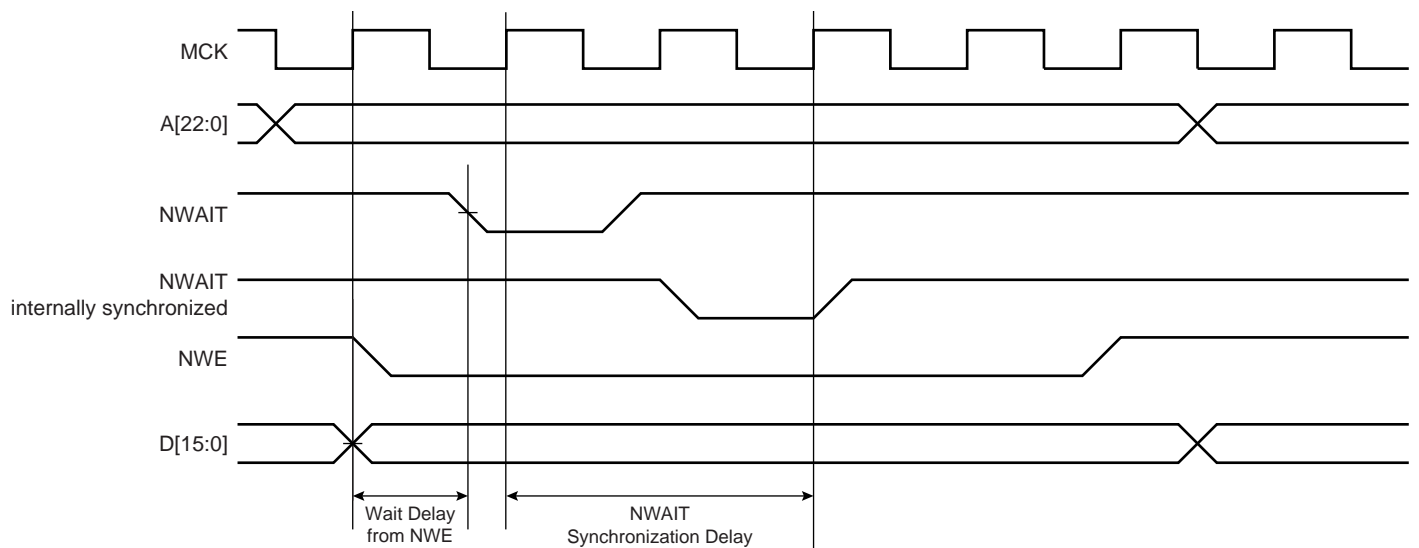 MCK
A[22:0]
NWAIT
NWAIT
internally synchronized
NWE
D[15:0]
Wait Delay
from NWE
NWAIT
Synchronization Delay